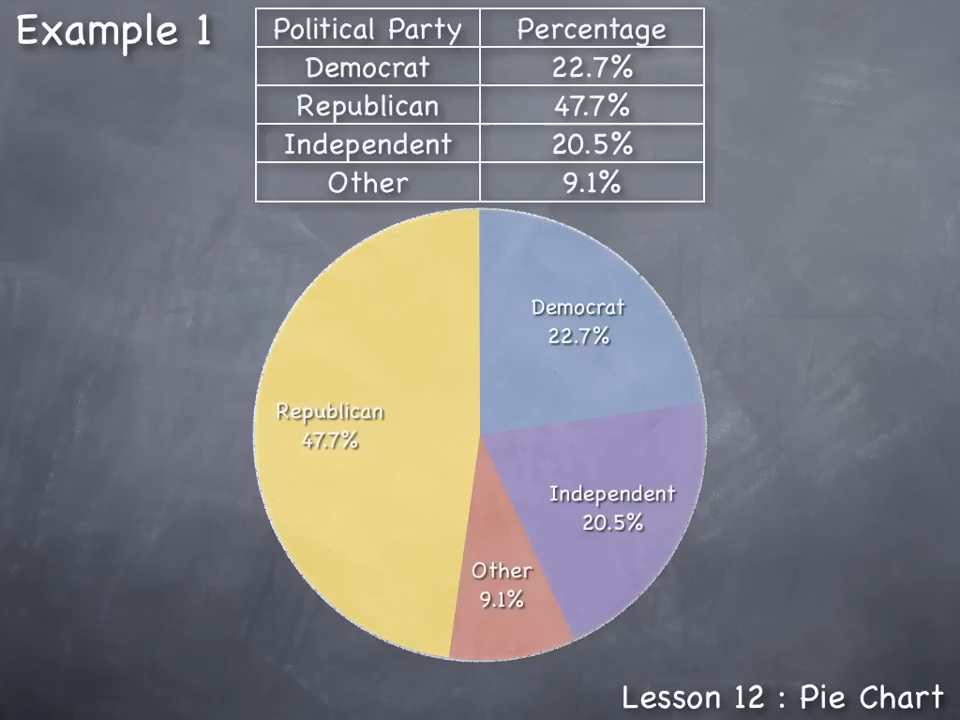 Example 1
Political Party Percentage
Democrat 22.7%
Republican 47.7%
Independent 20.5%
Other 9.1%
Democrat
22.7%
Republican
47.7%
Independent
20.5%
Other
9.1%
Lesson 12 : Pie Chart